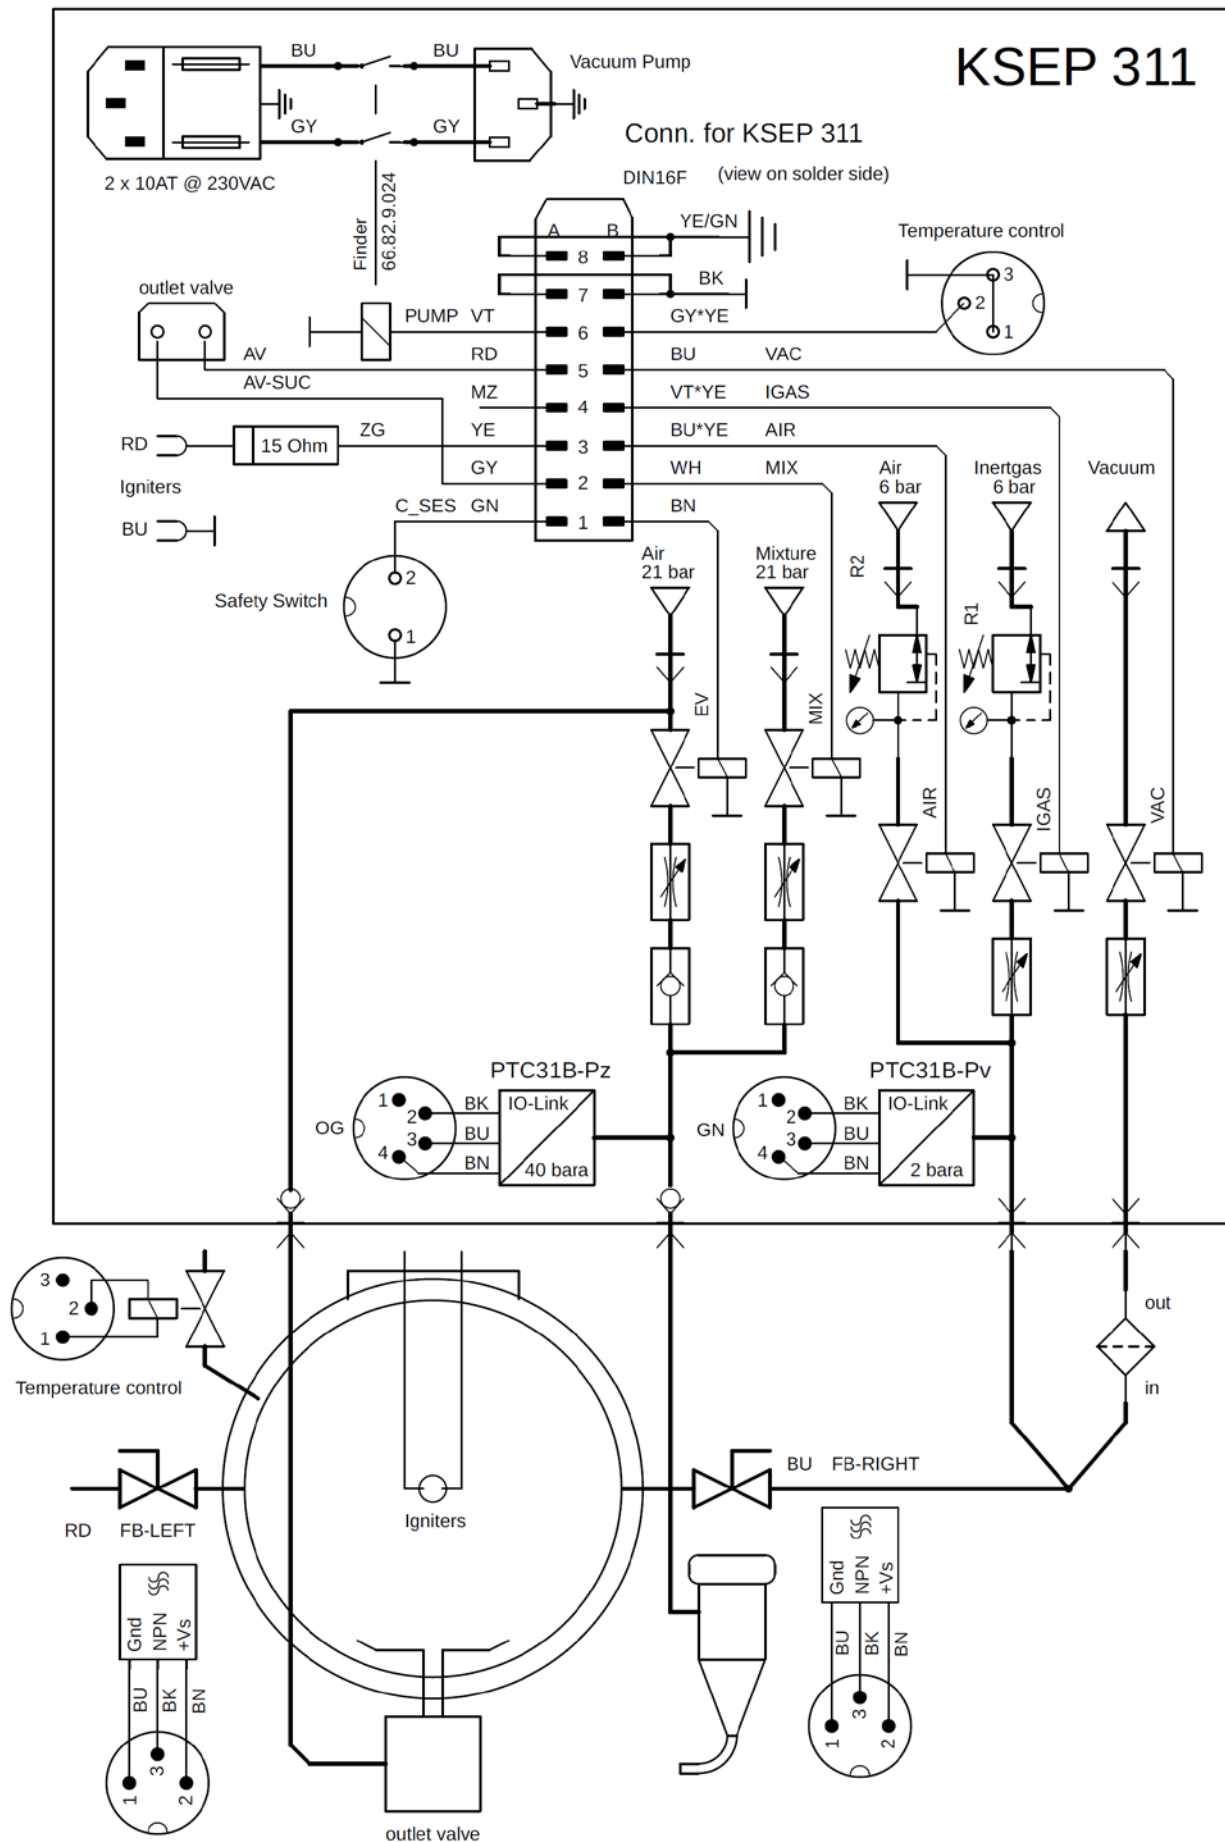 KSEP 311
BU
BU
Vacuum Pump
GY
GY
2 x 10AT @ 230VAC
Conn. for KSEP 311
DIN16F
(view on solder side)
Finder
66.82.9.024
A
B
8
YE/GN
7
BK
Temperature control
3
2
1
outlet valve
PUMP
VT
6
GY*YE
AV
RD
5
BU
VAC
AV-SUC
MZ
4
VT*YE
IGAS
RD
15 Ohm
ZG
YE
3
BU*YE
AIR
Igniters
GY
2
WH
MIX
BU
C_SES
GN
1
BN
Air
6 bar
Inertgas
6 bar
Vacuum
Safety Switch
2
1
Air
21 bar
Mixture
21 bar
R2
R1
EV
MIX
AIR
IGAS
VAC
PTC31B-Pz
OG
1
2
3
4
BK
BU
BN
IO-Link
40 bara
PTC31B-Pv
GN
1
2
3
4
BK
BU
BN
IO-Link
2 bara
3
2
1
Temperature control
out
in
RD
FB-LEFT
Igniters
BU
FB-RIGHT
Gnd
NPN
+Vs
BU
BK
BN
1
3
2
Gnd
NPN
+Vs
BU
BK
BN
1
3
2
outlet valve